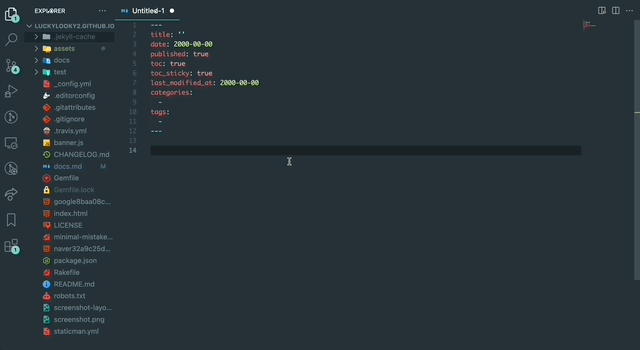 EXPLORER
LUCKYLOOKY2.GITHUB.IO
.jekyll-cache
assets
docs
test
_config.yml
.editorconfig
.gitattributes
.gitignore
.travis.yml
banner.js
CHANGELOG.md
docs.md M
Gemfile
Gemfile.lock
google8baa08c...
index.html
LICENSE
minimal-mistake...
naver32a9c25d...
package.json
Rakefile
README.md
robots.txt
screenshot-layo...
screenshot.png
staticman.yml
1
4
1
Untitled-1
1 ---
2 title: ''
3 date: 2000-00-00
4 published: true
5 toc: true
6 toc_sticky: true
7 last_modified_at: 2000-00-00
8 categories:
9 -
10 tags:
11 -
12 ---
13
14